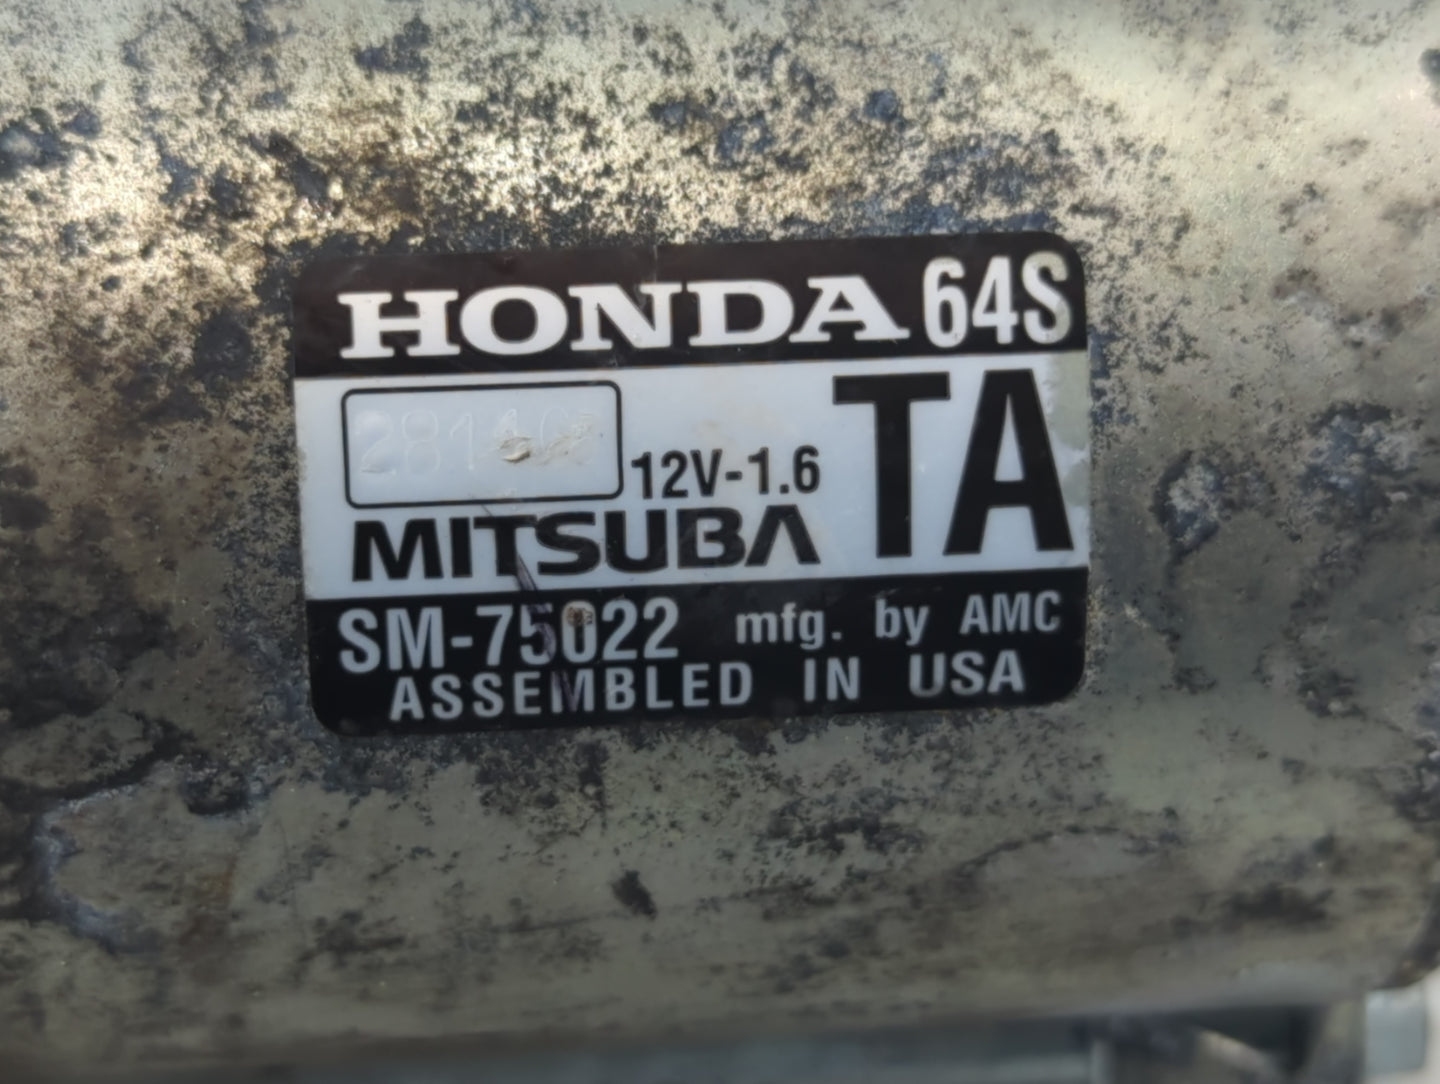 HONDA 64S
12V-1.6 TA
MITSUBA
SM-75022 mfg. by AMC
ASSEMBLED IN USA